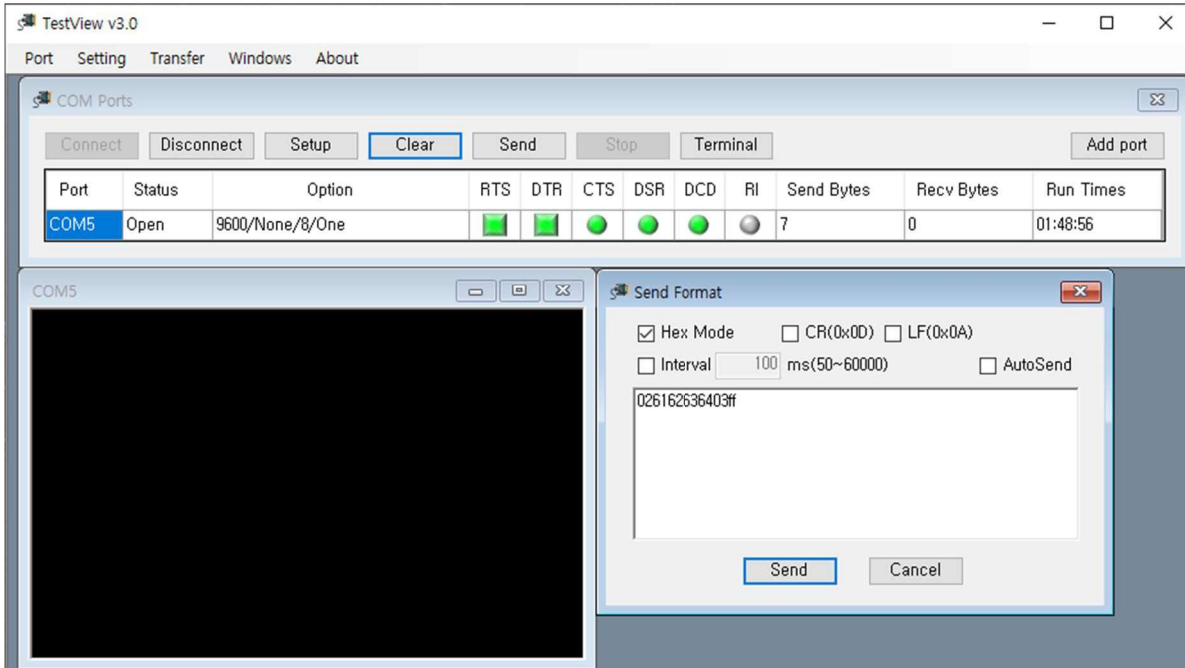 TestView v3.0
Port Setting Transfer Windows About
COM Ports
Connect Disconnect Setup Clear Send Stop Terminal Add port
Port Status Option RTS DTR CTS DSR DCD RI Send Bytes Recv Bytes Run Times
COM5 Open 9600/None/8/One 7 0 01:48:56
COM5
Send Format
Hex Mode CR(0x0D) LF(0x0A)
Interval 100 ms(50~60000) AutoSend
026162636403ff
Send Cancel